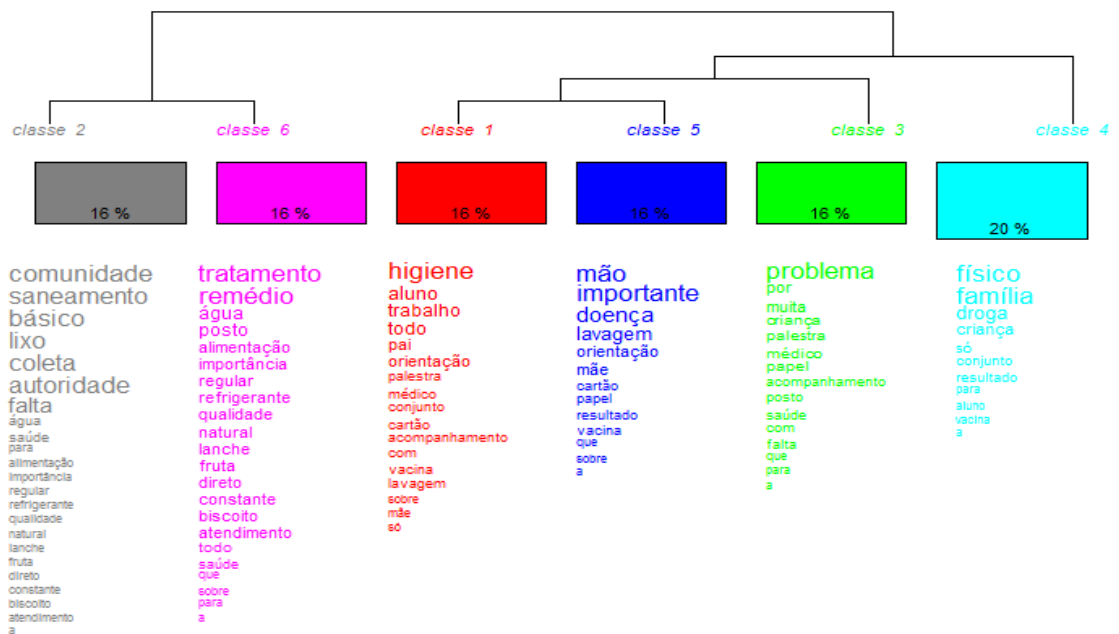 classe 2
classe 6
classe 1
classe 5
classe 3
classe 4
16 %
16 %
16 %
16 %
16 %
20 %
comunidade
saneamento
básico
lixo
coleta
autoridade
falta
água
saúde
para
alimentação
importância
regular
refrigerante
qualidade
natural
lanche
fruta
direto
constante
biscoito
atendimento
a
tratamento
remédio
água
posto
alimentação
importância
regular
refrigerante
qualidade
natural
lanche
fruta
direto
constante
biscoito
atendimento
todo
saúde
que
sobre
para
a
higiene
aluno
trabalho
todo
pai
orientação
palestra
médico
conjunto
cartão
acompanhamento
com
vacina
lavagem
sobre
mãe
só
mão
importante
doença
lavagem
orientação
mãe
cartão
papel
resultado
vacina
que
sobre
a
problema
por
muita
criança
palestra
médico
papel
acompanhamento
posto
saúde
com
falta
que
para
a
físico
família
droga
criança
só
conjunto
resultado
para
aluno
vacina
a